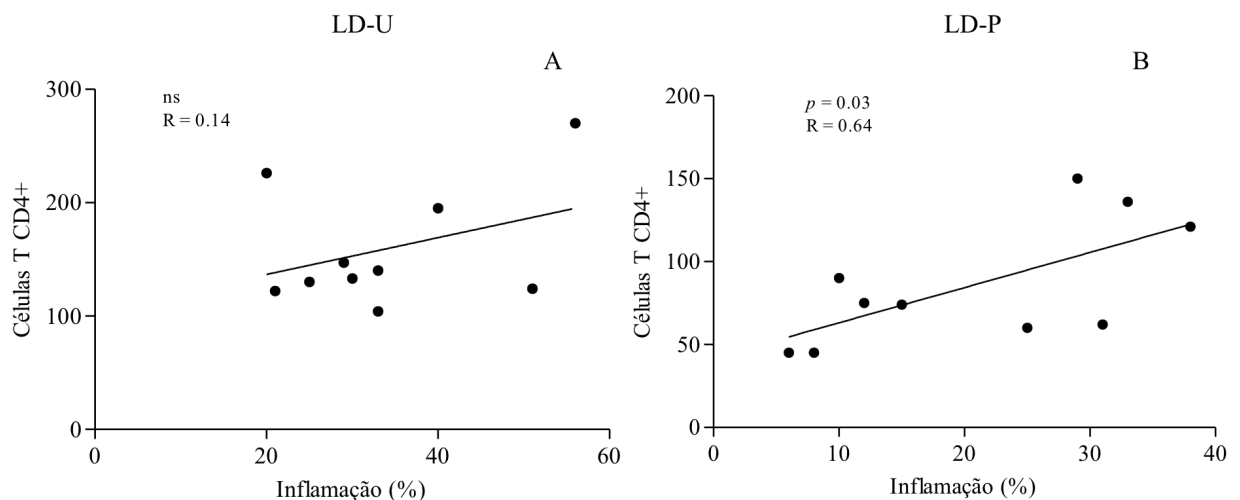 LD-U
A
ns
R = 0.14
300
200
100
0
Células T CD4+
0
20
40
60
Inflamação (%)
LD-P
B
p = 0.03
R = 0.64
200
150
100
50
0
Células T CD4+
0
10
20
30
40
Inflamação (%)